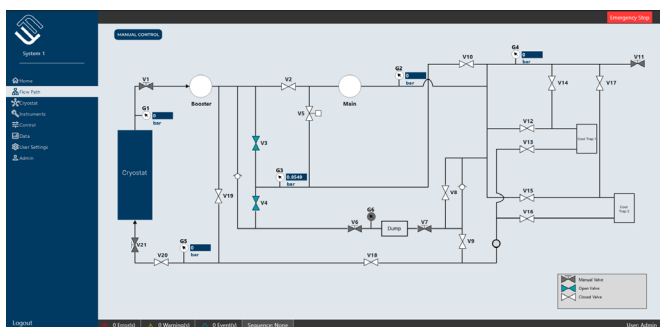 Emergency Stop
MANUAL CONTROL
System 1
Home
Flow Path
Cryostat
Instruments
Control
Data
User Settings
Admin
Logout
V1
Booster
V2
Main
G2
0
bar
V10
G4
0
bar
V11
G1
0
bar
V5
V14
V17
V3
V12
Cool Trap 1
V13
Cryostat
G3
0.8549
bar
V19
V4
V8
V15
Cool
Trap 2
V16
G6
V6
Dump
V7
V9
V21
V20
G5
0
bar
V18
Manual Valve
Open Valve
Closed Valve
0 Error(s)
0 Warning(s)
0 Event(s)
Sequence: None
User: Admin